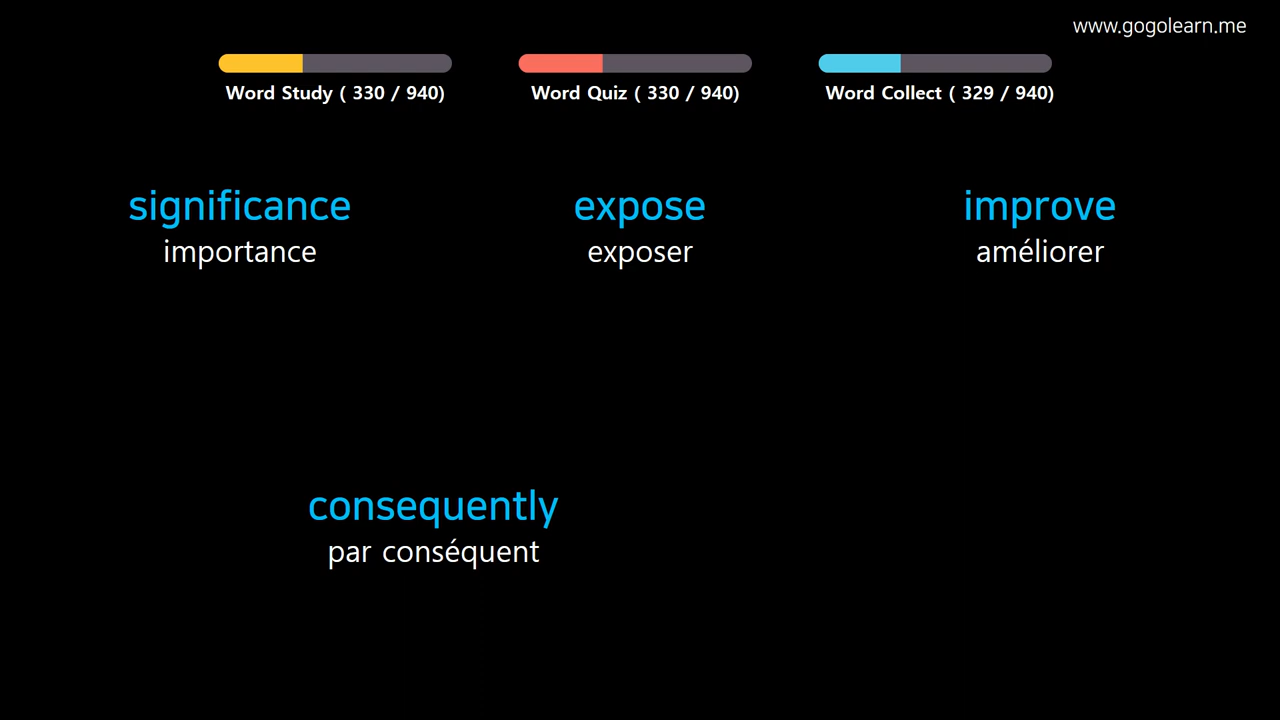 www.gogolearn.me
Word Study ( 330 / 940)
Word Quiz ( 330 / 940)
Word Collect ( 329 / 940)
significance
importance
expose
exposer
improve
améliorer
consequently
par conséquent